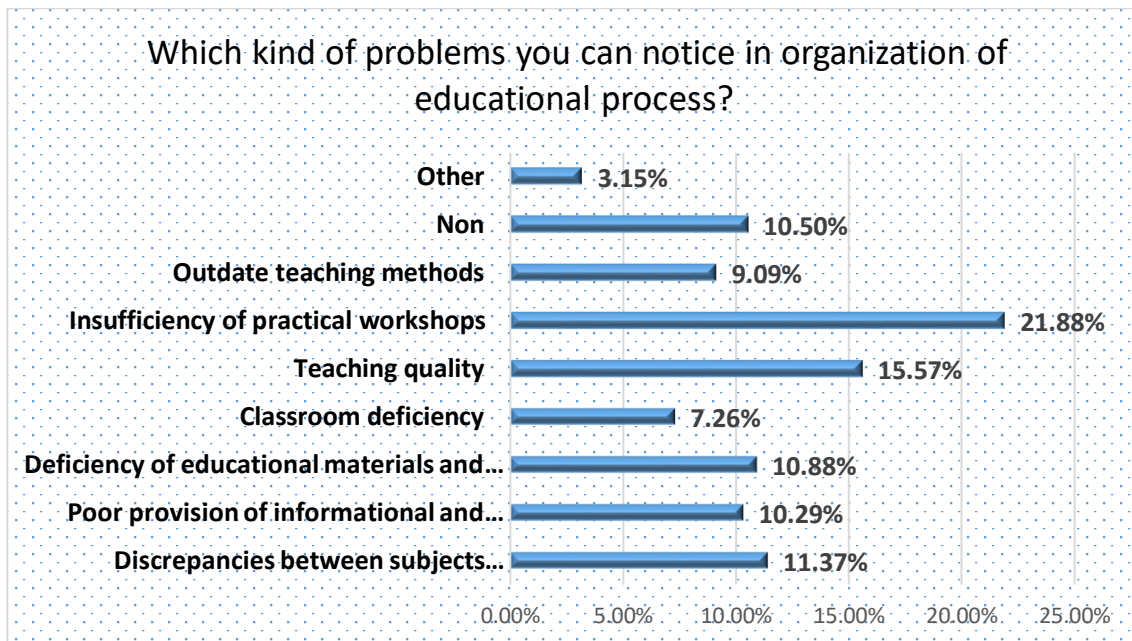 Which kind of problems you can notice in organization of
educational process?
Other
3.15%
Non
10.50%
Outdate teaching methods
9.09%
Insufficiency of practical workshops
21.88%
Teaching quality
15.57%
Classroom deficiency
7.26%
Deficiency of educational materials and...
10.88%
Poor provision of informational and...
10.29%
Discrepancies between subjects...
11.37%
0.00% 5.00% 10.00% 15.00% 20.00% 25.00%